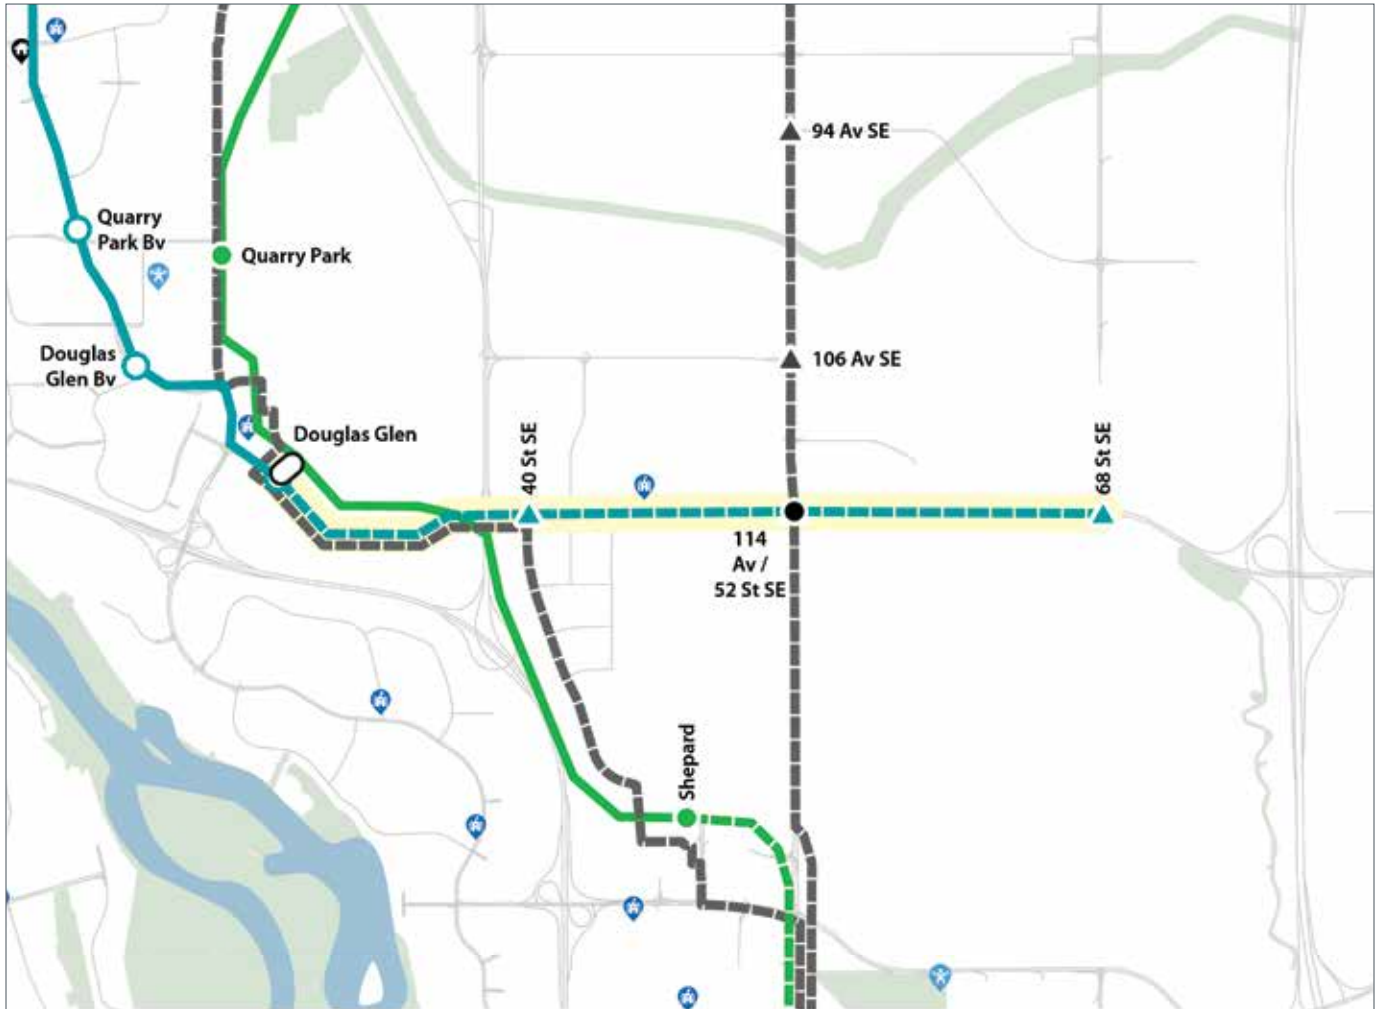 94 Av SE
Quarry
Park Bv
Quarry Park
Douglas
Glen Bv
106 Av SE
Douglas Glen
40 St SE
68 St SE
114
Av /
52 St SE
Shepard